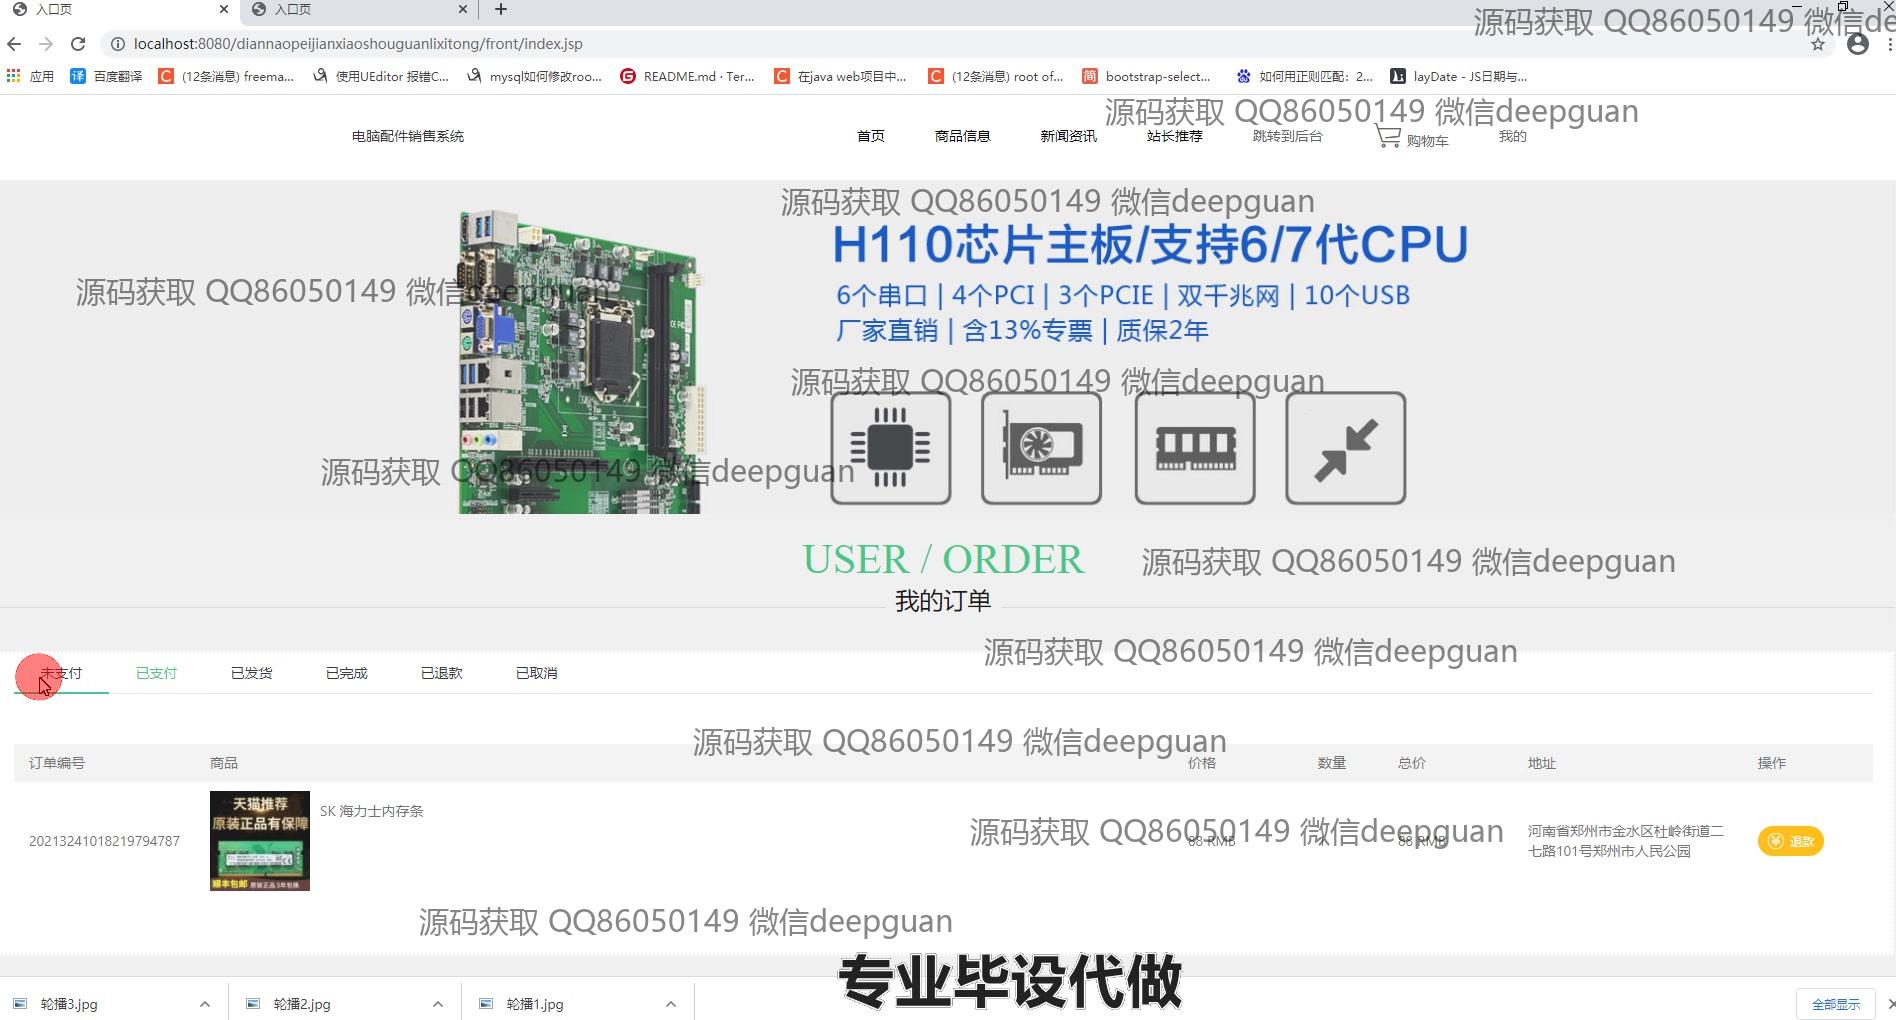 入口页
入口页
源码获取 QQ86050149 微信de
localhost:8080/diannaopeijianxiaoshouguanlixitong/front/index.jsp
应用 百度翻译 (12条消息) freema... 使用UEditor 报错C... mysql如何修改roo... README.md · Ter... 在java web项目中... (12条消息) root of... bootstrap-select... 如何用正则匹配：2... layDate - JS日期与...
源码获取 QQ86050149 微信deepguan
电脑配件销售系统 首页 商品信息 新闻资讯 站长推荐 跳转到后台 购物车 我的
源码获取 QQ86050149 微信deepguan
H110芯片主板/支持6/7代CPU
源码获取 QQ86050149 微信deepguan
6个串口 | 4个PCI | 3个PCIE | 双千兆网 | 10个USB
厂家直销 | 含13%专票 | 质保2年
源码获取 QQ86050149 微信deepguan
源码获取 QQ86050149 微信deepguan
USER / ORDER
源码获取 QQ86050149 微信deepguan
我的订单
源码获取 QQ86050149 微信deepguan
未支付 已支付 已发货 已完成 已退款 已取消
源码获取 QQ86050149 微信deepguan
订单编号 商品 价格 数量 总价 地址 操作
天猫推荐
原装正品有保障
顺丰包邮 原装正品 5年包换
SK 海力士内存条
源码获取 QQ86050149 微信deepguan
20213241018219794787 88 RMB 88 RMB
河南省郑州市金水区杜岭街道二
七路101号郑州市人民公园
退款
源码获取 QQ86050149 微信deepguan
专业毕设代做
轮播3.jpg 轮播2.jpg 轮播1.jpg 全部显示